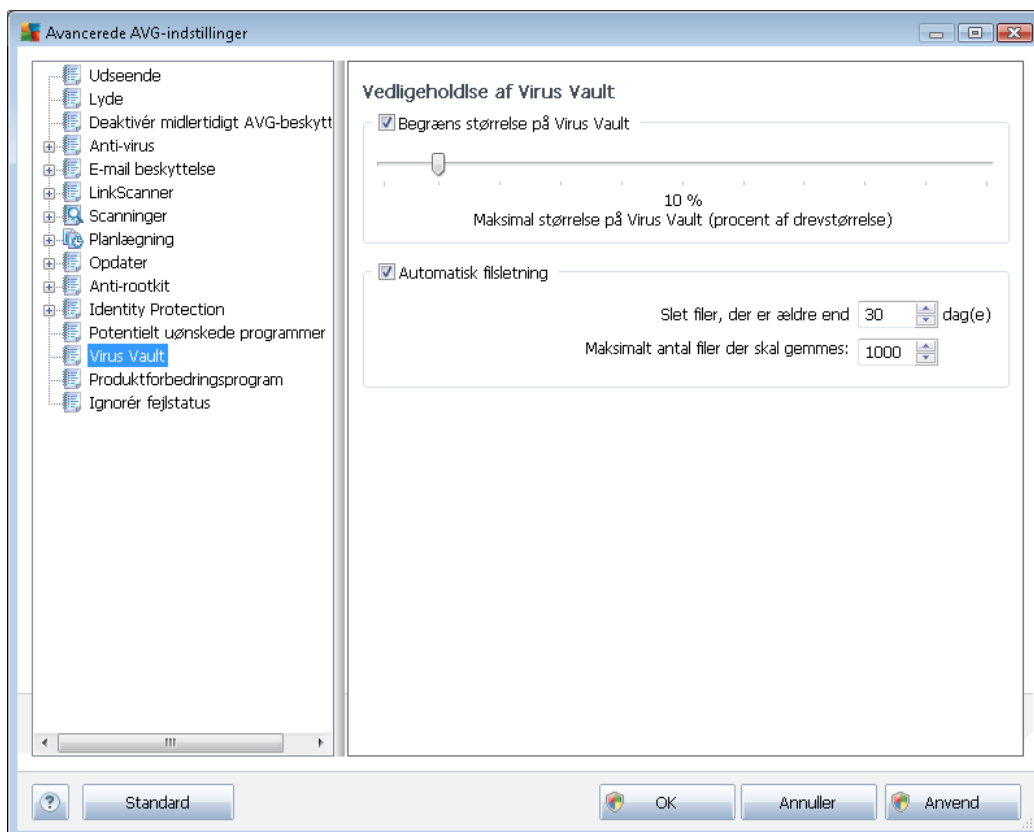 Avancerede AVG-indstillinger
Udseende
Lyde
Deaktivér midlertidigt AVG-beskytt
Anti-virus
E-mail beskyttelse
LinkScanner
Scanninger
Planlægning
Opdater
Anti-rootkit
Identity Protection
Potentielt uønskede programmer
Virus Vault
Produktforbedringsprogram
Ignorér fejlstatus
Vedligeholdlse af Virus Vault
Begræns størrelse på Virus Vault
10 %
Maksimal størrelse på Virus Vault (procent af drevstørrelse)
Automatisk filsletning
Slet filer, der er ældre end 30 dag(e)
Maksimalt antal filer der skal gemmes: 1000
? Standard OK Annuller Anvend